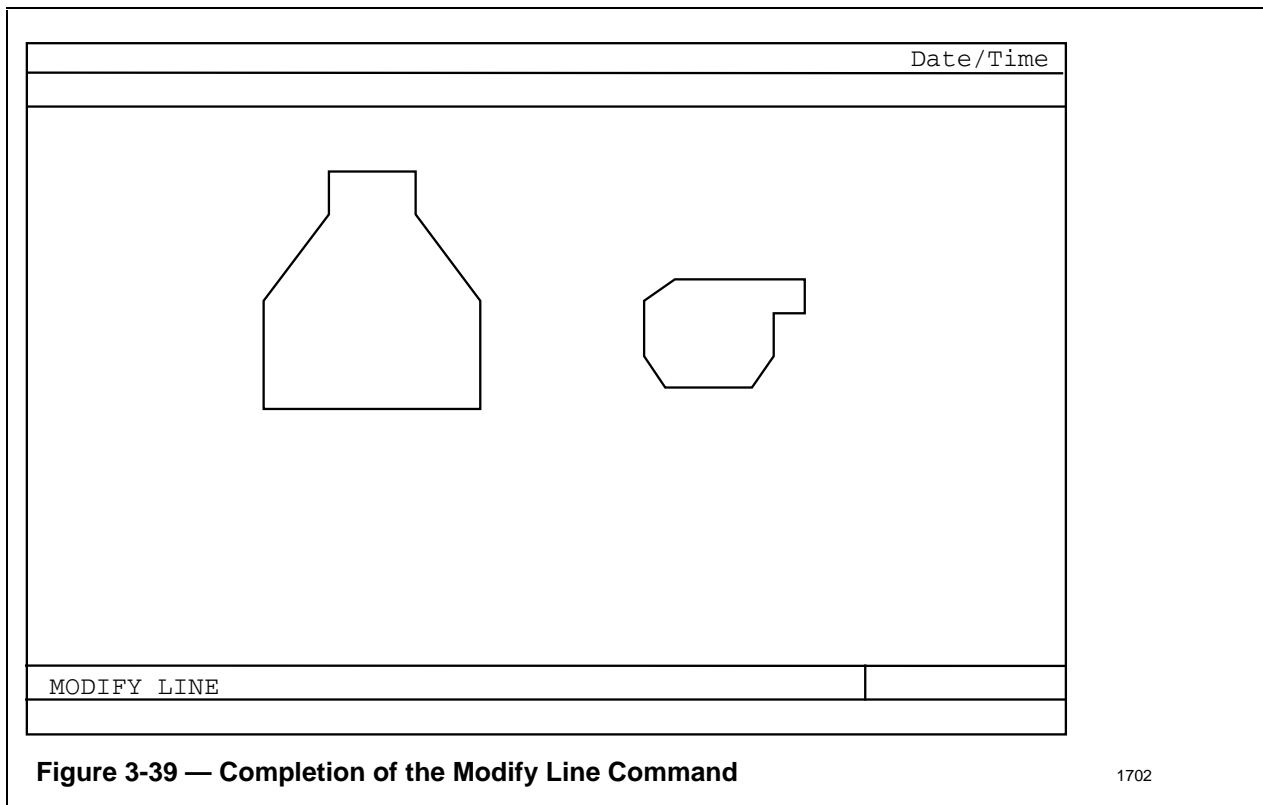 Date/Time
MODIFY LINE
Figure 3-39 — Completion of the Modify Line Command
1702